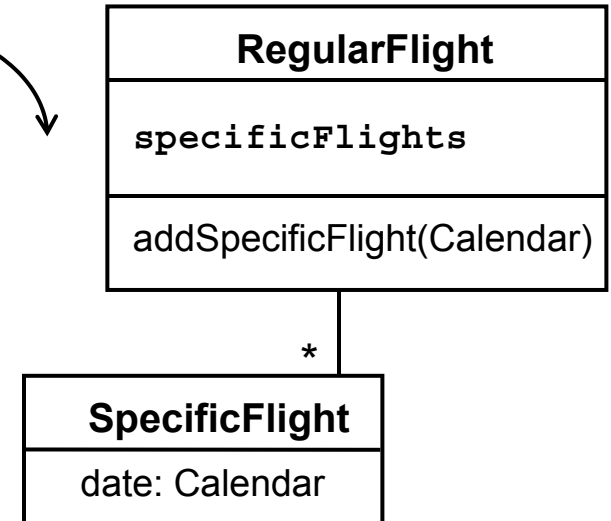 RegularFlight
specificFlights
addSpecificFlight(Calendar)
*
SpecificFlight
date: Calendar